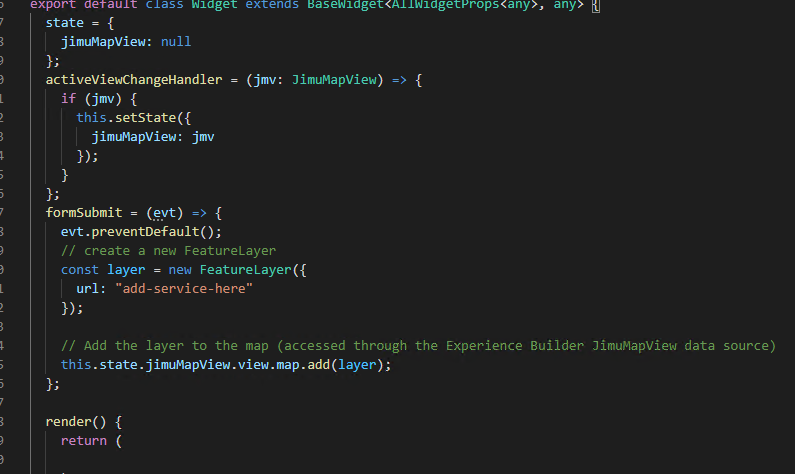 export default class Widget extends BaseWidget<AllWidgetProps<any>, any> {
state = {
jimuMapView: null
};
activeViewChangeHandler = (jmv: JimuMapView) => {
if (jmv) {
this.setState({
jimuMapView: jmv
});
}
};
formSubmit = (evt) => {
evt.preventDefault();
// create a new FeatureLayer
const layer = new FeatureLayer({
url: "add-service-here"
});
// Add the layer to the map (accessed through the Experience Builder JimuMapView data source)
this.state.jimuMapView.view.map.add(layer);
};
render() {
return (